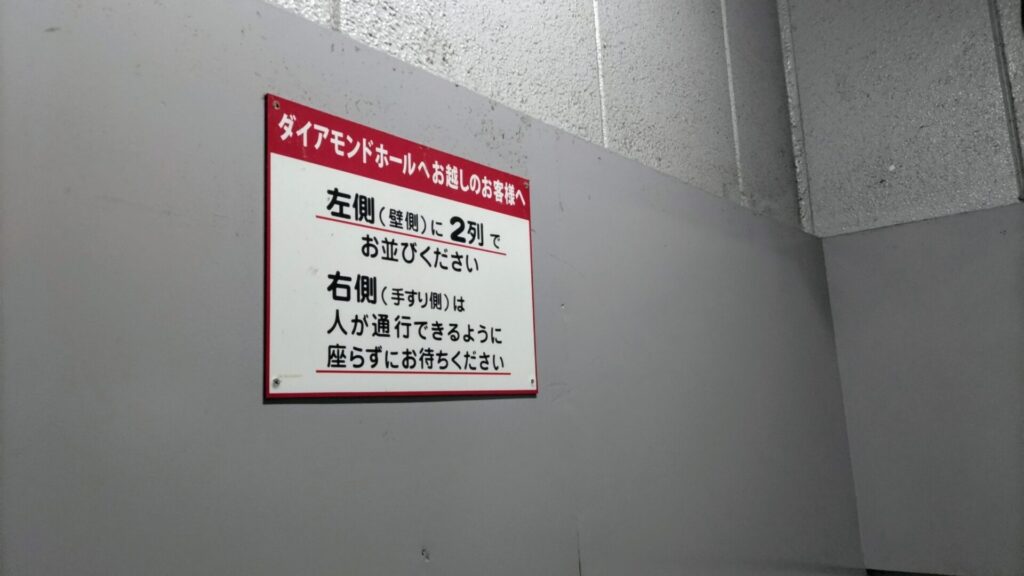 ダイアモンドホールへお越しのお客様へ
左側(壁側)に2列で
お並びください
右側(手すり側)は
人が通行できるように
座らずにお待ちください